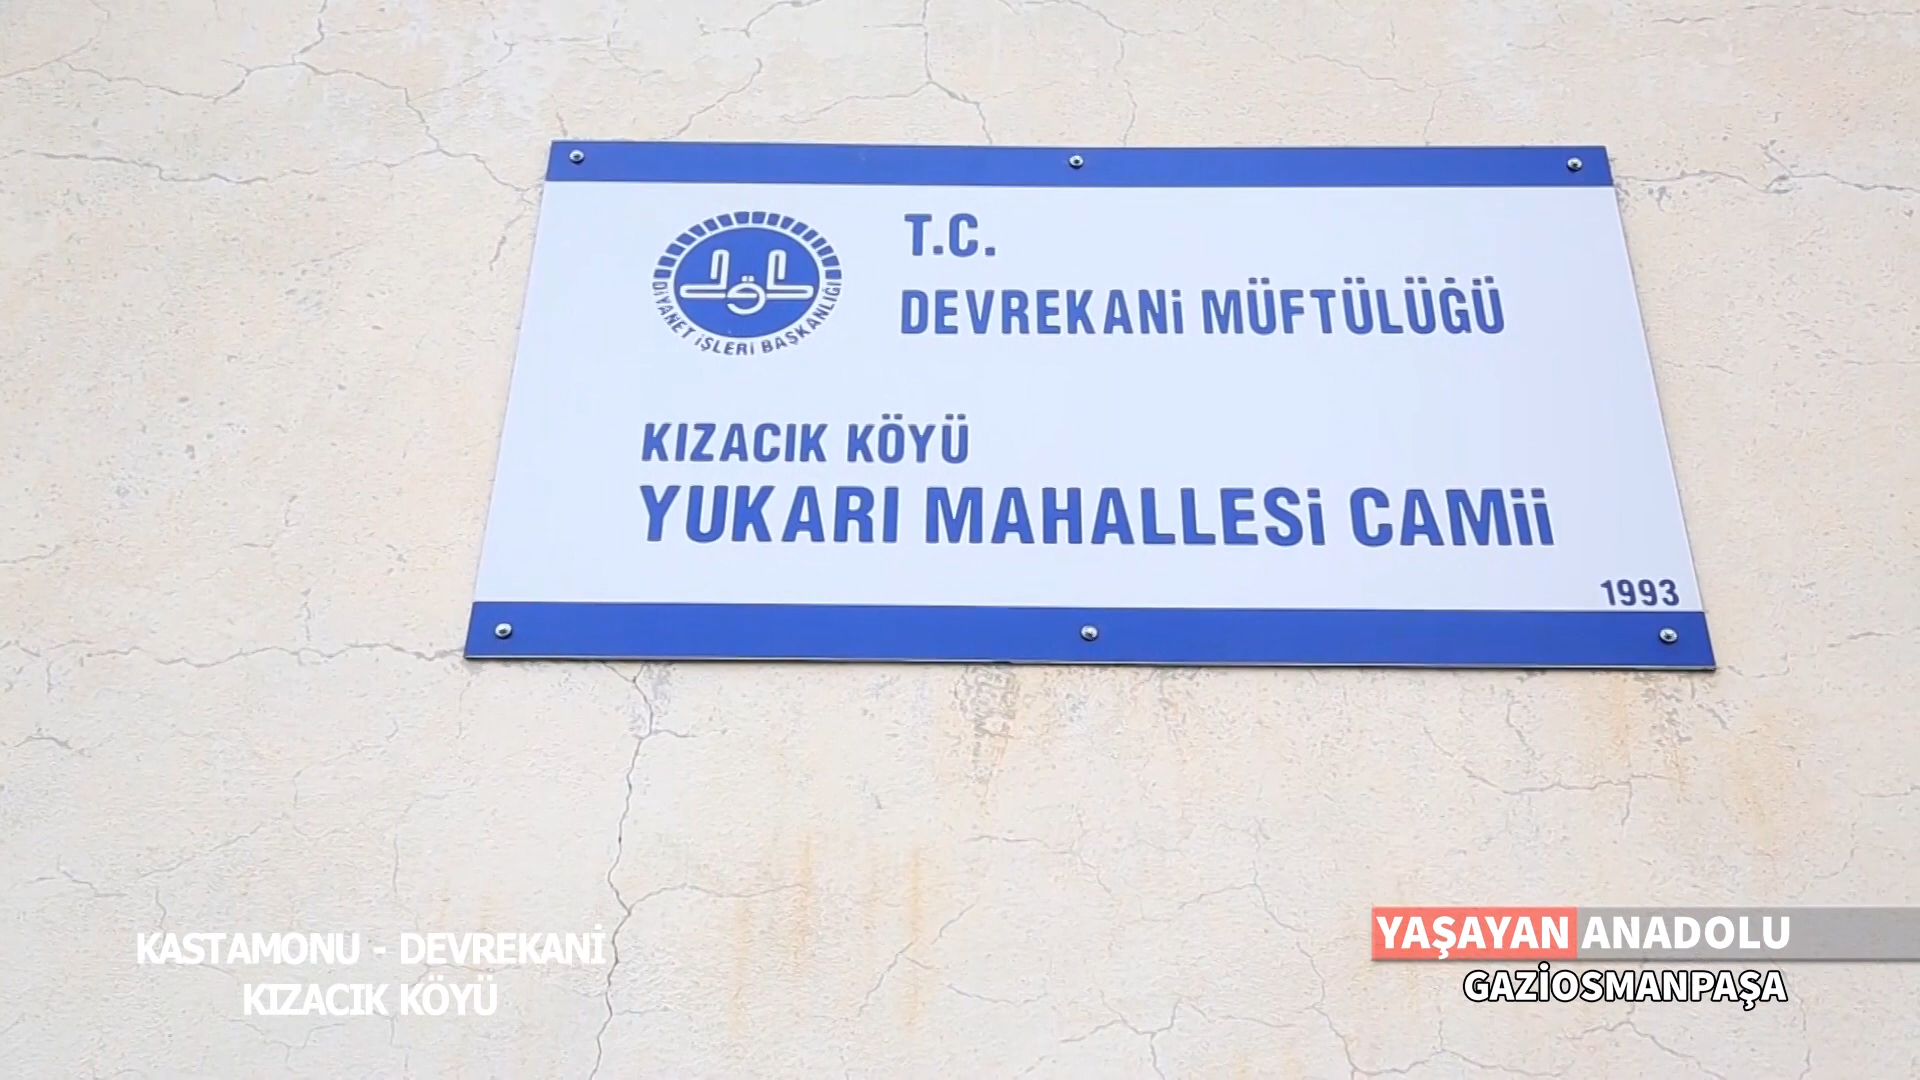 T.C.
DEVREKANİ MÜFTÜLÜĞÜ
DİYANET İŞLERİ BAŞKANLIĞI
KIZACIK KÖYÜ
YUKARI MAHALLESİ CAMİİ
1993
KASTAMONU - DEVREKANİ
KIZACIK KÖYÜ
YAŞAYAN ANADOLU
GAZİOSMANPAŞA